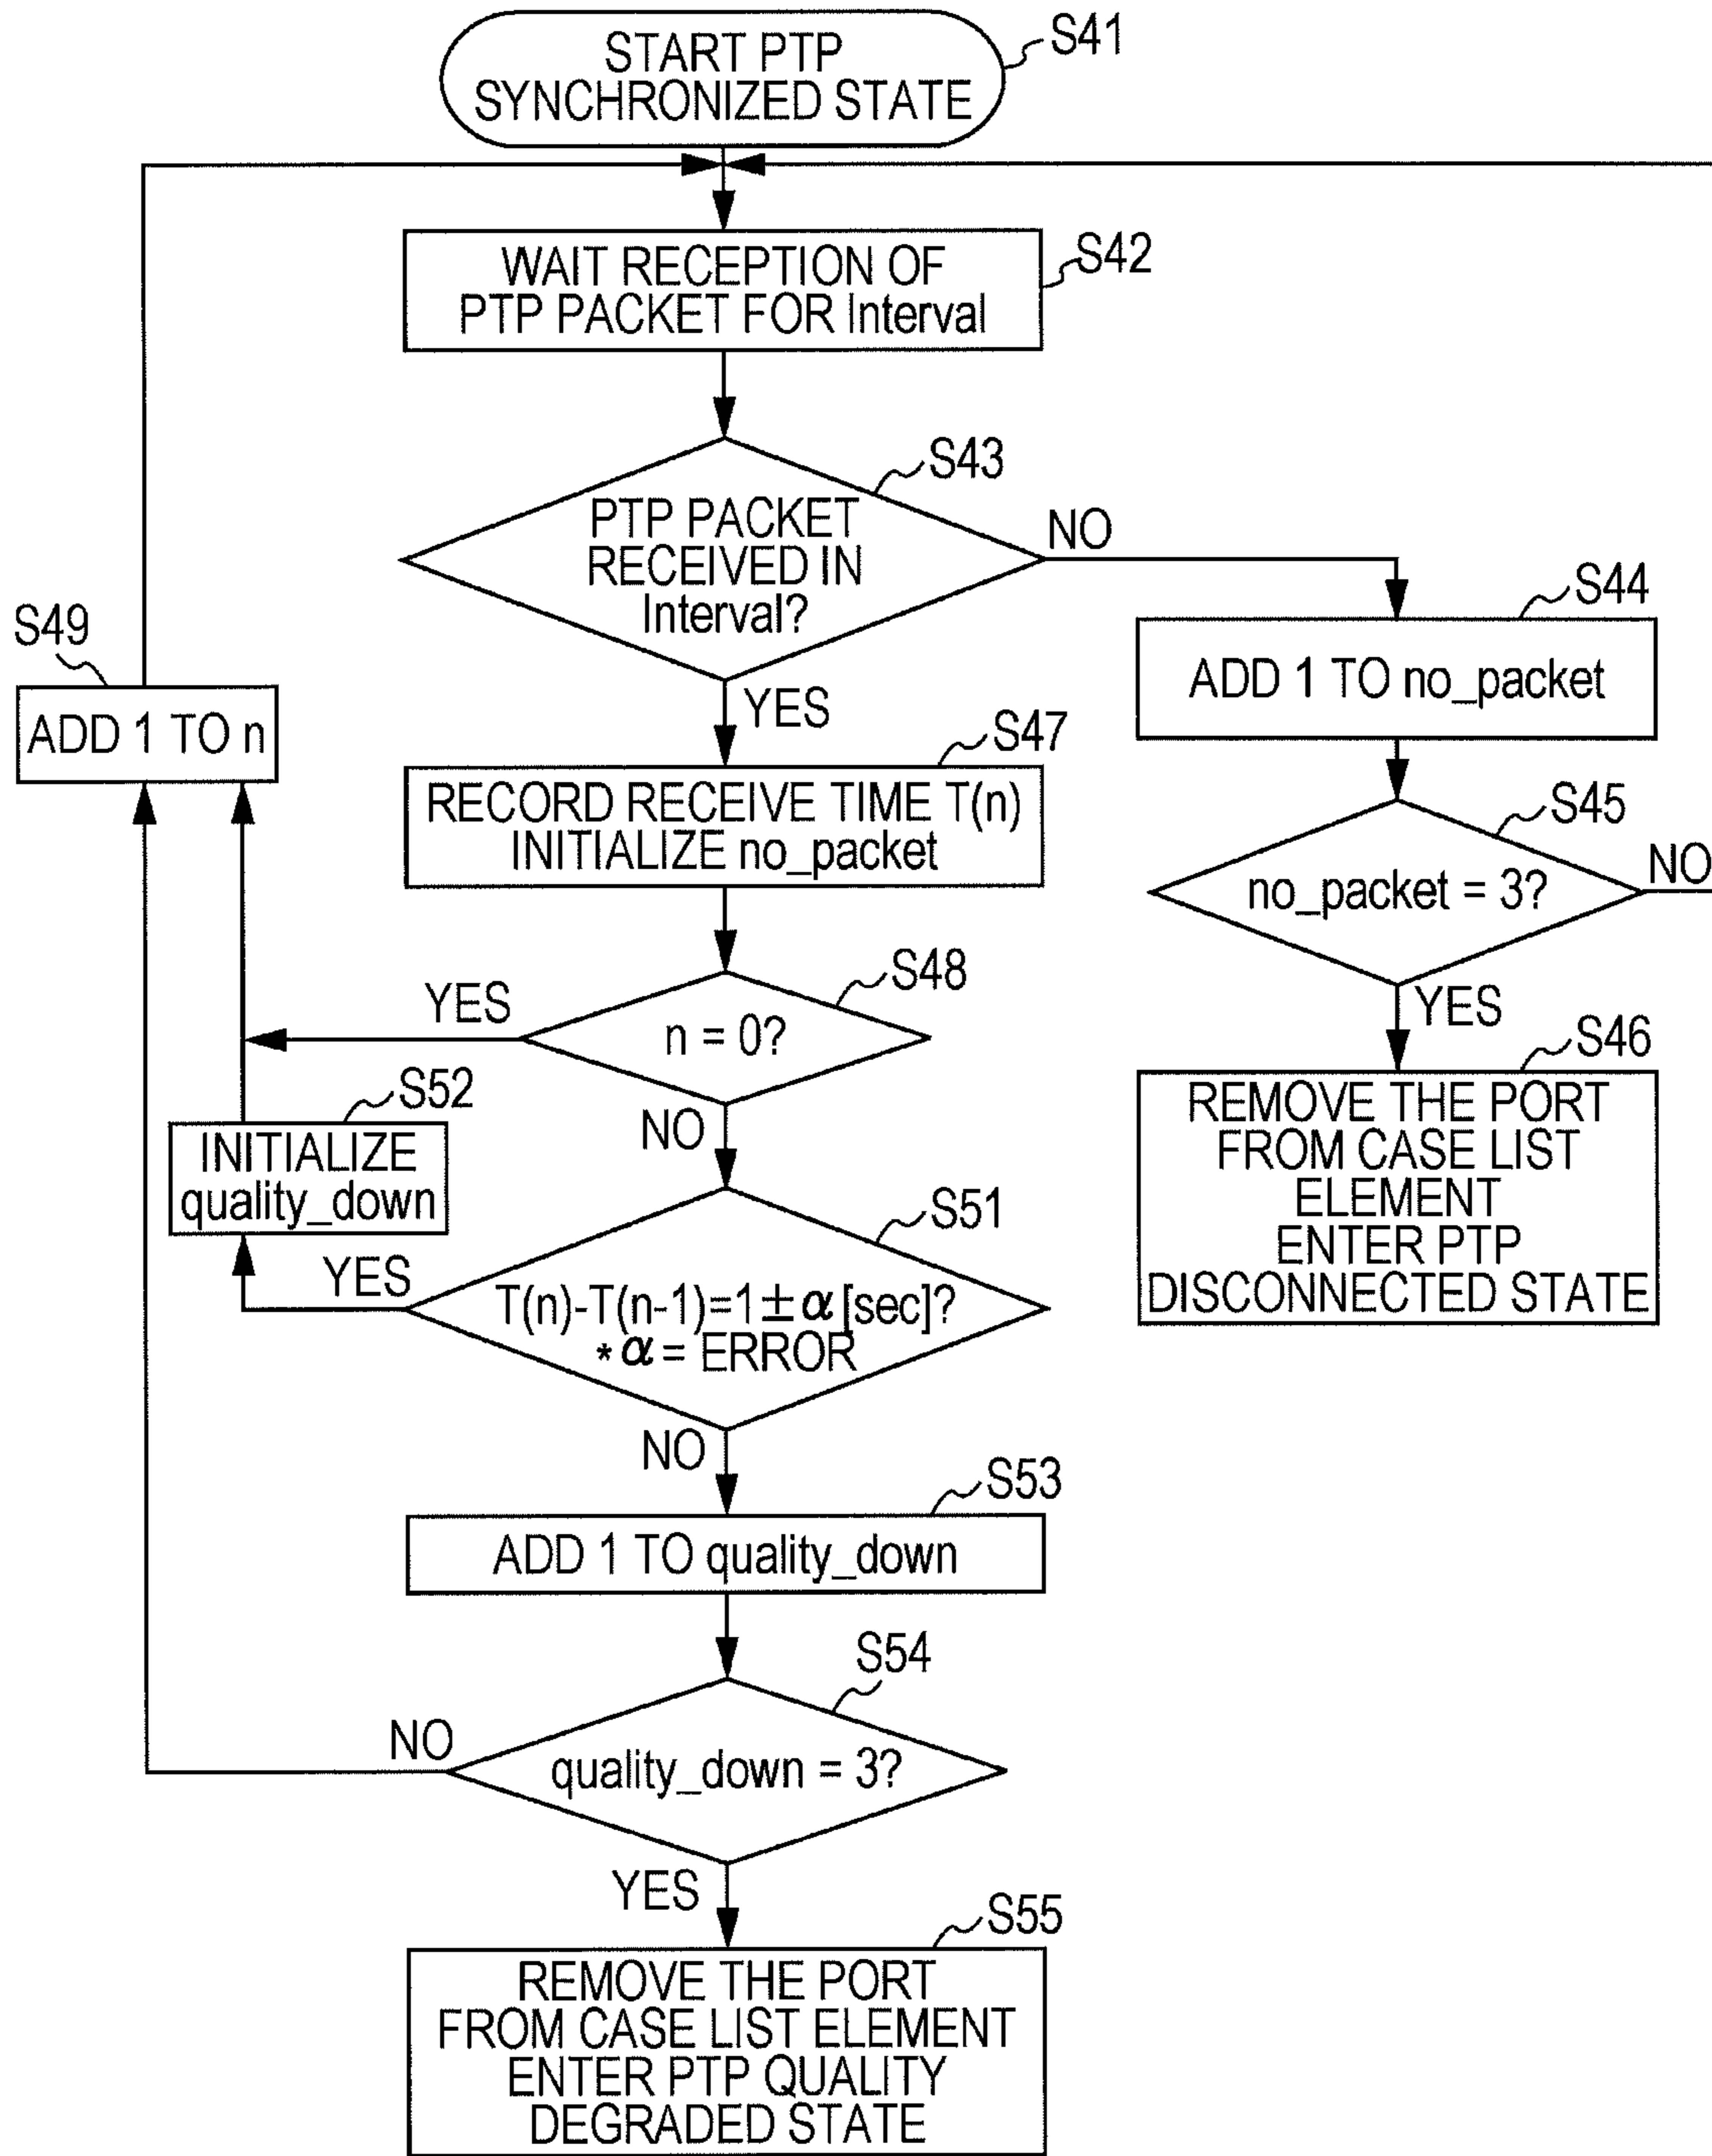 START PTP
SYNCHRONIZED STATE
S41
WAIT RECEPTION OF
PTP PACKET FOR Interval
S42
PTP PACKET
RECEIVED IN
Interval?
S43
NO
YES
S44
ADD 1 TO no_packet
S45
no_packet = 3?
NO
YES
S46
REMOVE THE PORT
FROM CASE LIST
ELEMENT
ENTER PTP
DISCONNECTED STATE
S47
RECORD RECEIVE TIME T(n)
INITIALIZE no_packet
S48
n = 0?
YES
NO
S49
ADD 1 TO n
S52
INITIALIZE
quality_down
S51
T(n)-T(n-1)=1±α[sec]?
*α= ERROR
YES
NO
S53
ADD 1 TO quality_down
S54
quality_down = 3?
NO
YES
S55
REMOVE THE PORT
FROM CASE LIST ELEMENT
ENTER PTP QUALITY
DEGRADED STATE